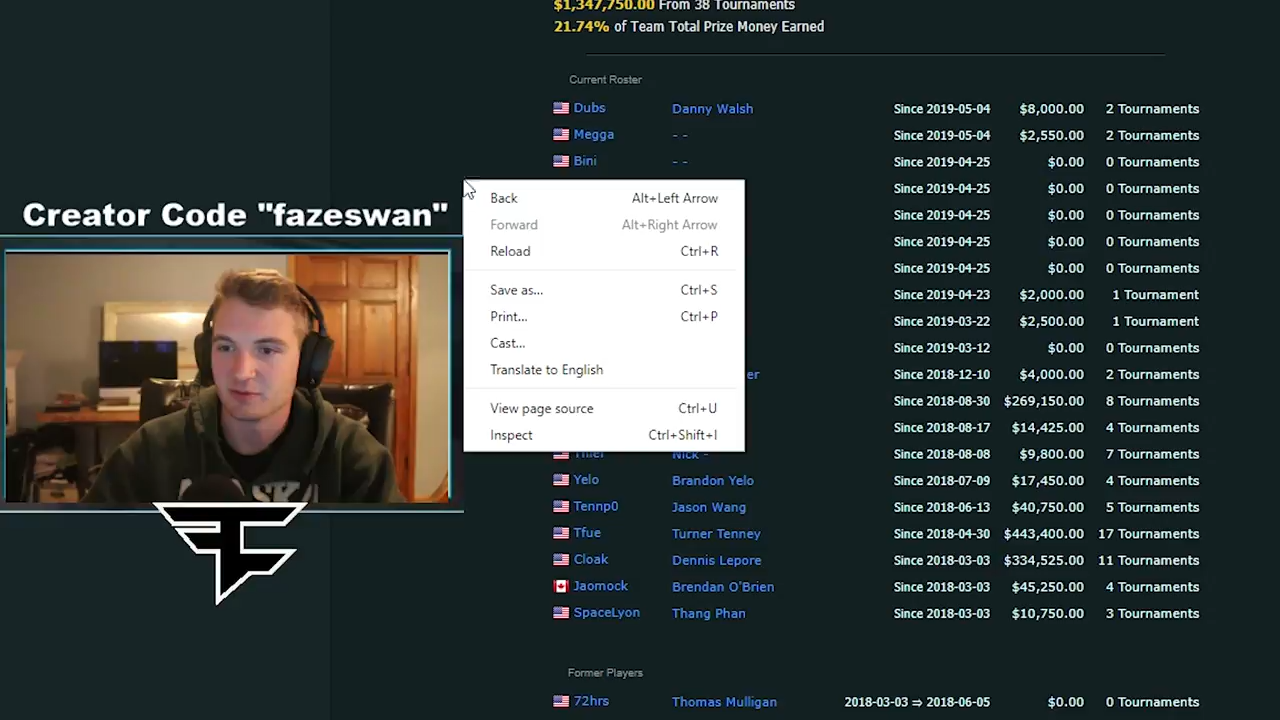 $1,347,750.00 From 38 Tournaments
21.74% of Team Total Prize Money Earned
Current Roster
Dubs Danny Walsh Since 2019-05-04 $8,000.00 2 Tournaments
Megga - - Since 2019-05-04 $2,550.00 2 Tournaments
Bini - - Since 2019-04-25 $0.00 0 Tournaments
Since 2019-04-25 $0.00 0 Tournaments
Since 2019-04-25 $0.00 0 Tournaments
Since 2019-04-25 $0.00 0 Tournaments
Since 2019-04-25 $0.00 0 Tournaments
Since 2019-04-23 $2,000.00 1 Tournament
Since 2019-03-22 $2,500.00 1 Tournament
Since 2019-03-12 $0.00 0 Tournaments
er Since 2018-12-10 $4,000.00 2 Tournaments
Since 2018-08-30 $269,150.00 8 Tournaments
Since 2018-08-17 $14,425.00 4 Tournaments
Thief Nick - Since 2018-08-08 $9,800.00 7 Tournaments
Yelo Brandon Yelo Since 2018-07-09 $17,450.00 4 Tournaments
Tennp0 Jason Wang Since 2018-06-13 $40,750.00 5 Tournaments
Tfue Turner Tenney Since 2018-04-30 $443,400.00 17 Tournaments
Cloak Dennis Lepore Since 2018-03-03 $334,525.00 11 Tournaments
Jaomock Brendan O'Brien Since 2018-03-03 $45,250.00 4 Tournaments
SpaceLyon Thang Phan Since 2018-03-03 $10,750.00 3 Tournaments
Former Players
72hrs Thomas Mulligan 2018-03-03 ⇒ 2018-06-05 $0.00 0 Tournaments
Back Alt+Left Arrow
Forward Alt+Right Arrow
Reload Ctrl+R
Save as... Ctrl+S
Print... Ctrl+P
Cast...
Translate to English
View page source Ctrl+U
Inspect Ctrl+Shift+I
Creator Code "fazeswan"